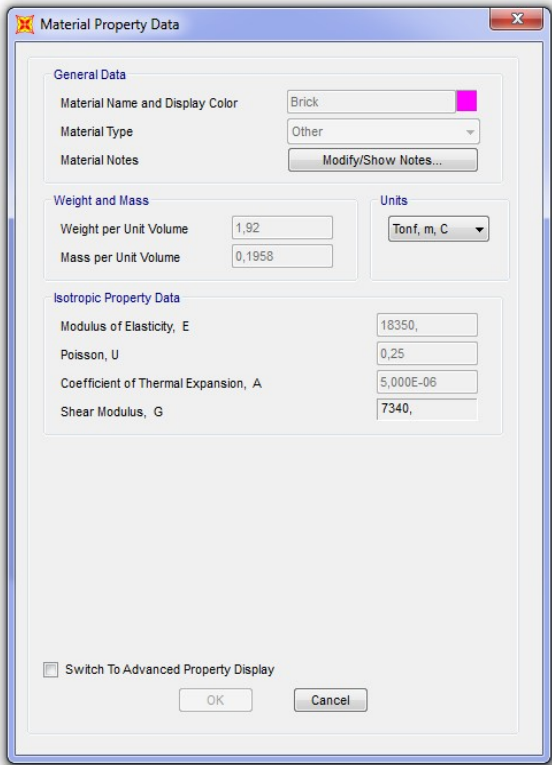 Material Property Data
General Data
Material Name and Display Color Brick
Material Type Other
Material Notes Modify/Show Notes...
Weight and Mass
Weight per Unit Volume 1,92
Mass per Unit Volume 0,1958
Units
Tonf, m, C
Isotropic Property Data
Modulus of Elasticity, E 18350,
Poisson, U 0,25
Coefficient of Thermal Expansion, A 5,000E-06
Shear Modulus, G 7340,
Switch To Advanced Property Display
OK Cancel